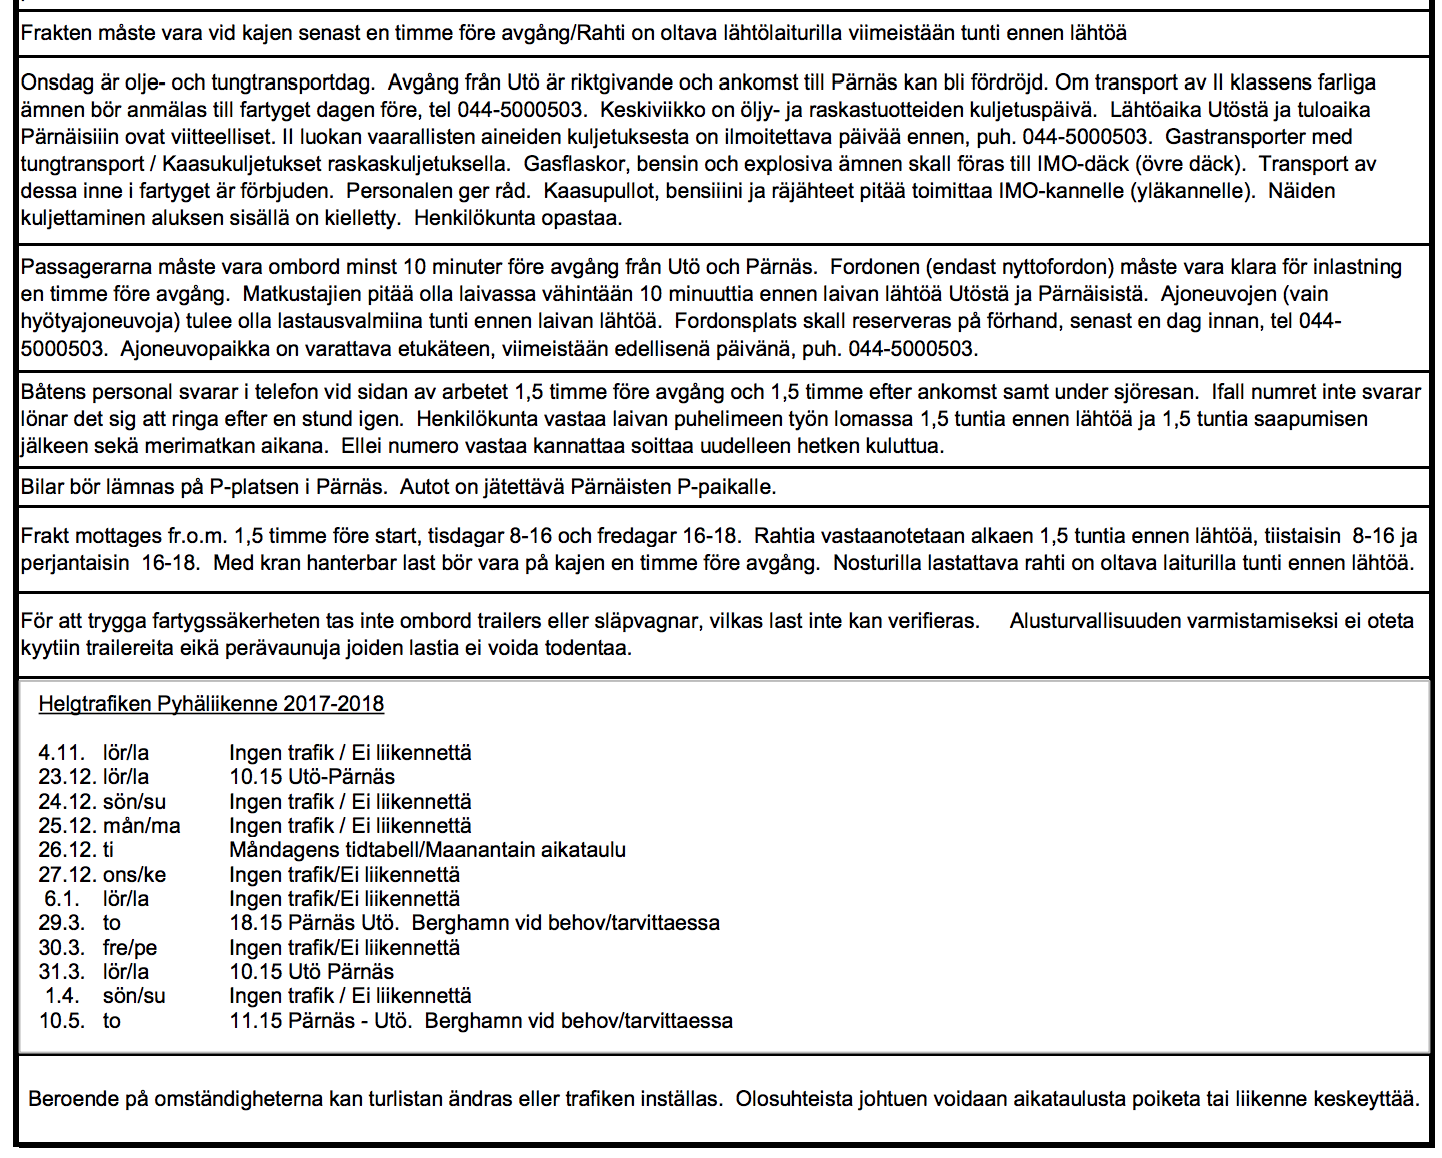 Frakten måste vara vid kajen senast en timme före avgång/Rahti on oltava lähtölaiturilla viimeistään tunti ennen lähtöä
Onsdag är olje- och tungtransportdag. Avgång från Utö är riktgivande och ankomst till Pärnäs kan bli fördröjd. Om transport av II klassens farliga
ämnen bör anmälas till fartyget dagen före, tel 044-5000503. Keskiviikko on öljy- ja raskastuotteiden kuljetuspäivä. Lähtöaika Utöstä ja tuloaika
Pärnäisiiin ovat viitteelliset. II luokan vaarallisten aineiden kuljetuksesta on ilmoitettava päivää ennen, puh. 044-5000503. Gastransporter med
tungtransport / Kaasukuljetukset raskaskuljetuksella. Gasflaskor, bensin och explosiva ämnen skall föras till IMO-däck (övre däck). Transport av
dessa inne i fartyget är förbjuden. Personalen ger råd. Kaasupullot, bensiiini ja räjähteet pitää toimittaa IMO-kannelle (yläkannelle). Näiden
kuljettaminen aluksen sisällä on kielletty. Henkilökunta opastaa.
Passagerarna måste vara ombord minst 10 minuter före avgång från Utö och Pärnäs. Fordonen (endast nyttofordon) måste vara klara för inlastning
en timme före avgång. Matkustajien pitää olla laivassa vähintään 10 minuuttia ennen laivan lähtöä Utöstä ja Pärnäisistä. Ajoneuvojen (vain
hyötyajoneuvoja) tulee olla lastausvalmiina tunti ennen laivan lähtöä. Fordonsplats skall reserveras på förhand, senast en dag innan, tel 044-
5000503. Ajoneuvopaikka on varattava etukäteen, viimeistään edellisenä päivänä, puh. 044-5000503.
Båtens personal svarar i telefon vid sidan av arbetet 1,5 timme före avgång och 1,5 timme efter ankomst samt under sjöresan. Ifall numret inte svarar
lönar det sig att ringa efter en stund igen. Henkilökunta vastaa laivan puhelimeen työn lomassa 1,5 tuntia ennen lähtöä ja 1,5 tuntia saapumisen
jälkeen sekä merimatkan aikana. Ellei numero vastaa kannattaa soittaa uudelleen hetken kuluttua.
Bilar bör lämnas på P-platsen i Pärnäs. Autot on jätettävä Pärnäisten P-paikalle.
Frakt mottages fr.o.m. 1,5 timme före start, tisdagar 8-16 och fredagar 16-18. Rahtia vastaanotetaan alkaen 1,5 tuntia ennen lähtöä, tiistaisin 8-16 ja
perjantaisin 16-18. Med kran hanterbar last bör vara på kajen en timme före avgång. Nosturilla lastattava rahti on oltava laiturilla tunti ennen lähtöä.
För att trygga fartygssäkerheten tas inte ombord trailers eller släpvagnar, vilkas last inte kan verifieras. Alusturvallisuuden varmistamiseksi ei oteta
kyytiin trailereita eikä perävaunuja joiden lastia ei voida todentaa.
Helgtrafiken Pyhäliikenne 2017-2018
4.11. lör/la Ingen trafik / Ei liikennettä
23.12. lör/la 10.15 Utö-Pärnäs
24.12. sön/su Ingen trafik / Ei liikennettä
25.12. mån/ma Ingen trafik / Ei liikennettä
26.12. ti Måndagens tidtabell/Maanantain aikataulu
27.12. ons/ke Ingen trafik/Ei liikennettä
6.1. lör/la Ingen trafik/Ei liikennettä
29.3. to 18.15 Pärnäs Utö. Berghamn vid behov/tarvittaessa
30.3. fre/pe Ingen trafik/Ei liikennettä
31.3. lör/la 10.15 Utö Pärnäs
1.4. sön/su Ingen trafik / Ei liikennettä
10.5. to 11.15 Pärnäs - Utö. Berghamn vid behov/tarvittaessa
Beroende på omständigheterna kan turlistan ändras eller trafiken inställas. Olosuhteista johtuen voidaan aikataulusta poiketa tai liikenne keskeyttää.